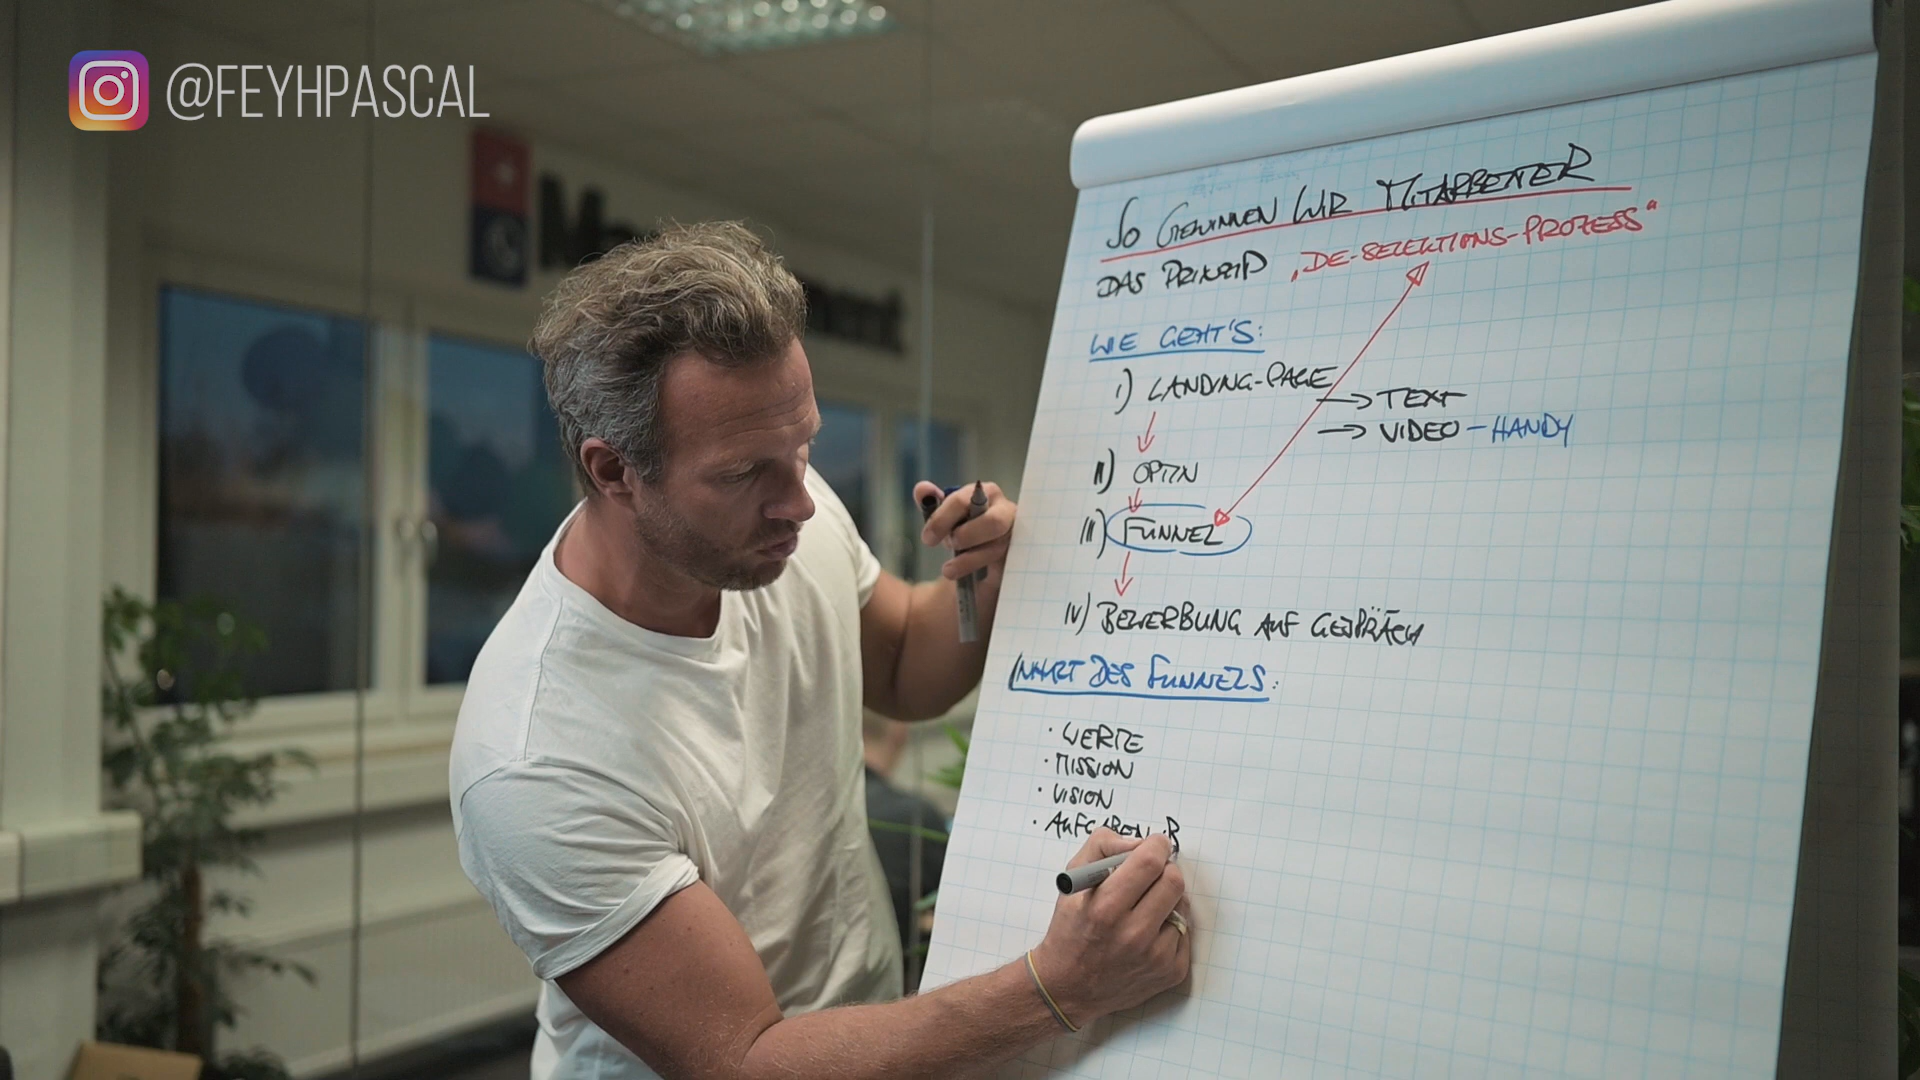 @FEYHPASCAL
SO GEWINNEN WIR MITARBEITER
DAS PRINZIP „DE-SELEKTIONS-PROZESS"
WIE GEHT'S:
I) LANDING-PAGE
→ TEXT
→ VIDEO - HANDY
II) OPTIN
III) FUNNEL
IV) BEWERBUNG AUF GESPRÄCH
INHALT DES FUNNELS:
· WERTE
· MISSION
· VISION
· AUFGABEN